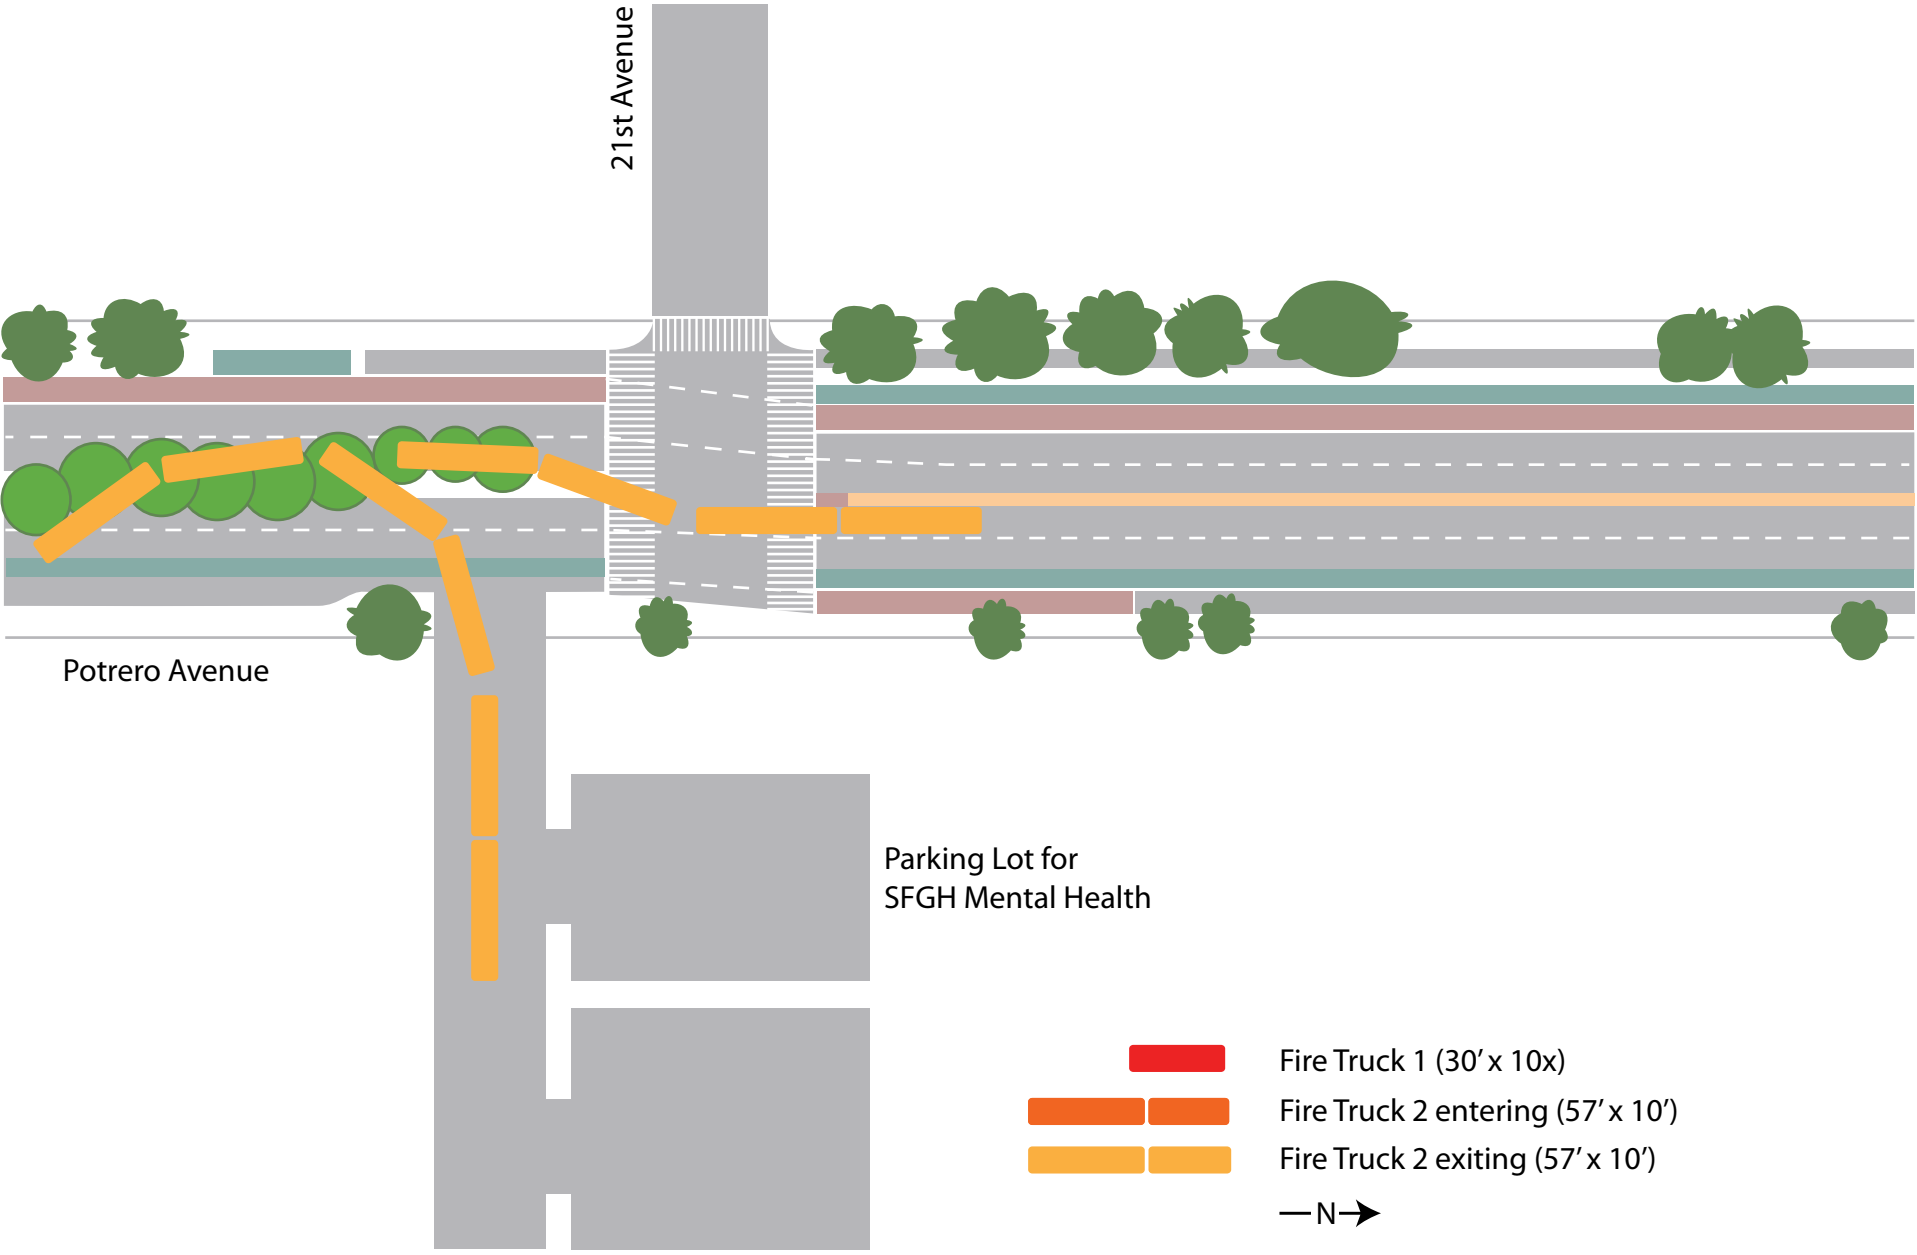 21st Avenue
Potrero Avenue
Parking Lot for
SFGH Mental Health
Fire Truck 1 (30’ x 10x)
Fire Truck 2 entering (57’ x 10’)
Fire Truck 2 exiting (57’ x 10’)
N